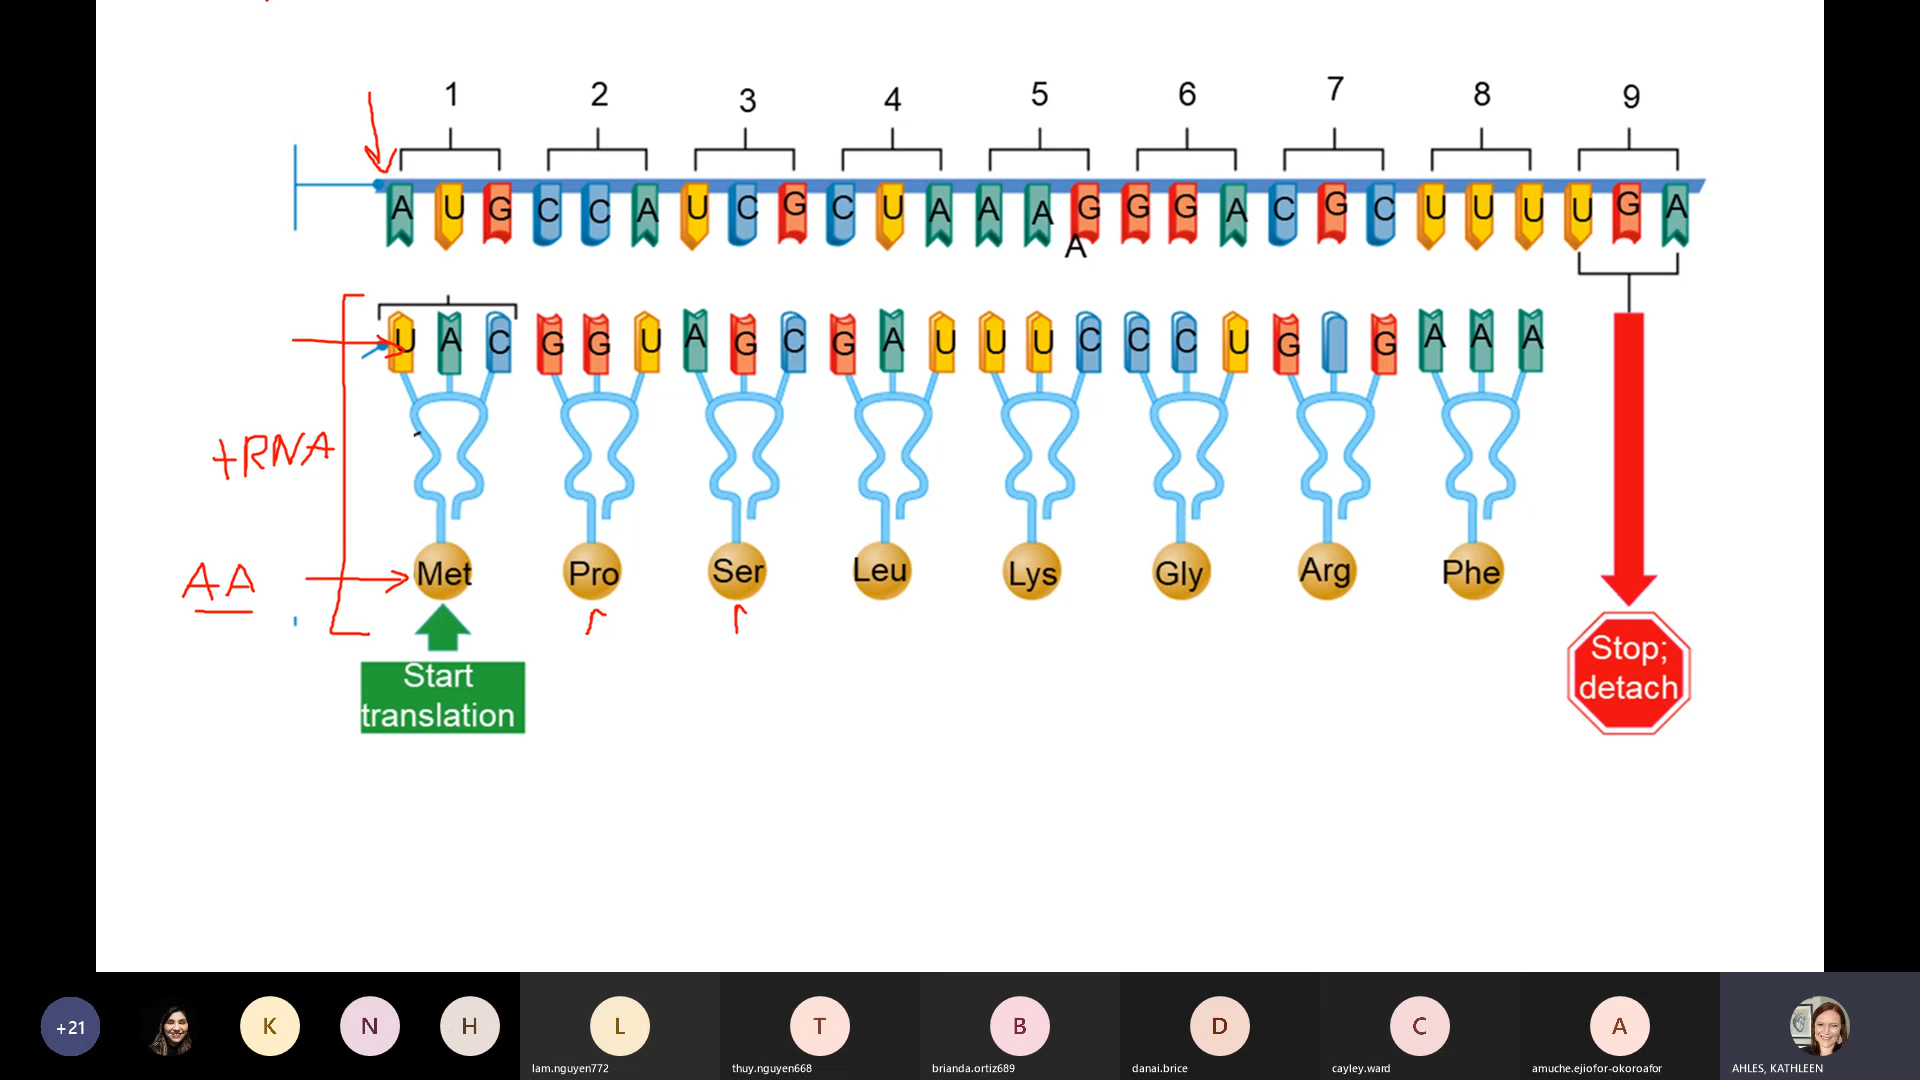 1 2 3 4 5 6 7 8 9
A U G C C A U C G C U A A A G G G A C G C U U U U G A
A
U A C G G U A G C G A U U U C C C U G G A A A
tRNA
AA
Met Pro Ser Leu Lys Gly Arg Phe
r r
Start
translation
Stop;
detach
+21 K N H L T B D C A
lam.nguyen772 thuy.nguyen668 brianda.ortiz689 danai.brice cayley.ward amuche.ejiofor-okoroafor AHLES, KATHLEEN